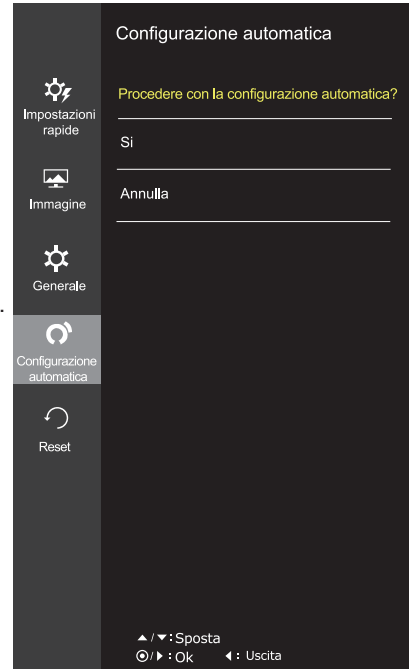 Configurazione automatica
Impostazioni
rapide
Immagine
Generale
Configurazione
automatica
Reset
Procedere con la configurazione automatica?
Si
Annulla
▲/▼:Sposta
◉/▶:Ok ◀: Uscita